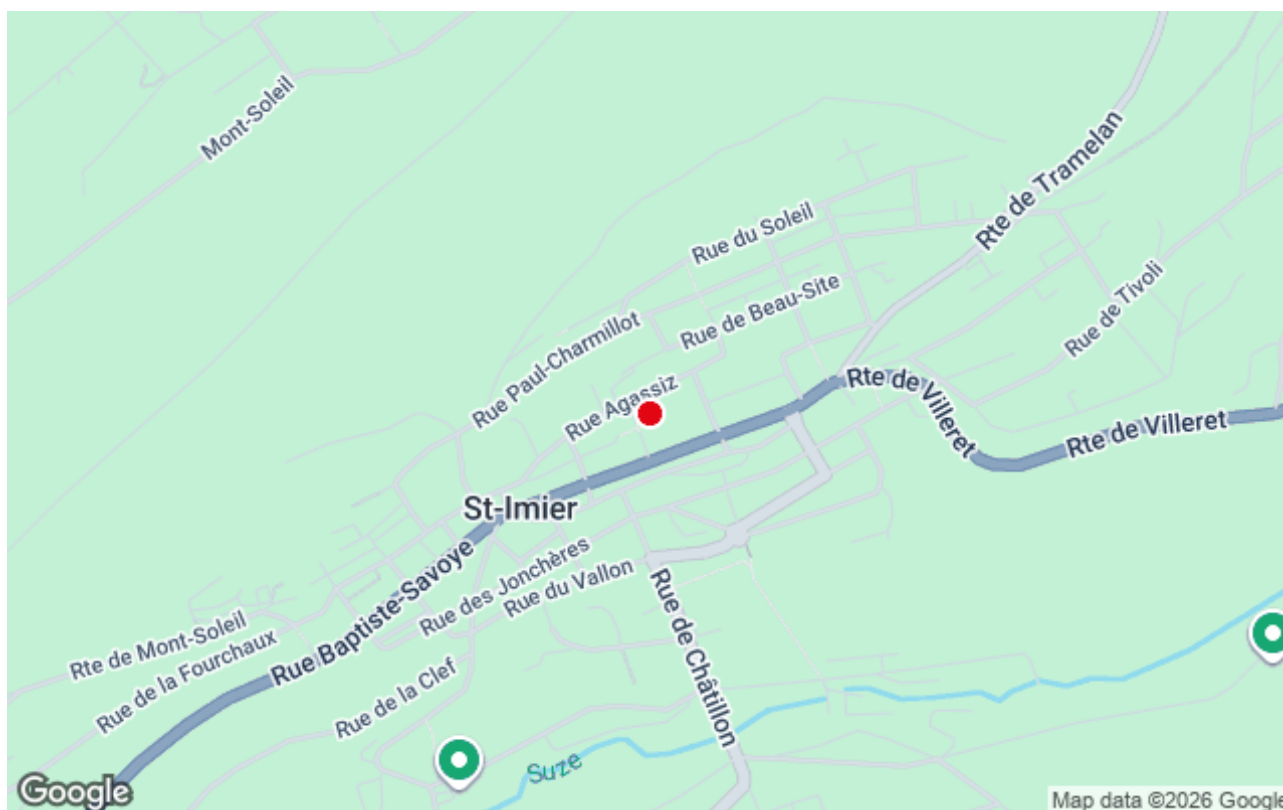 Mont-Soleil
Rte de Tramelan
Rue du Soleil
Rue de Tivoli
Rue de Beau-Site
Rue Paul-Charmillot
Rte de Villeret
Rue Agassiz
Rte de Villeret
St-Imier
Rue des Jonchères
Rue du Vallon
Rue Baptiste-Savoye
Rte de Mont-Soleil
Rue de la Fourchaux
Rue de la Clef
Rue de Châtillon
Suze
Google
Map data ©2026 Google